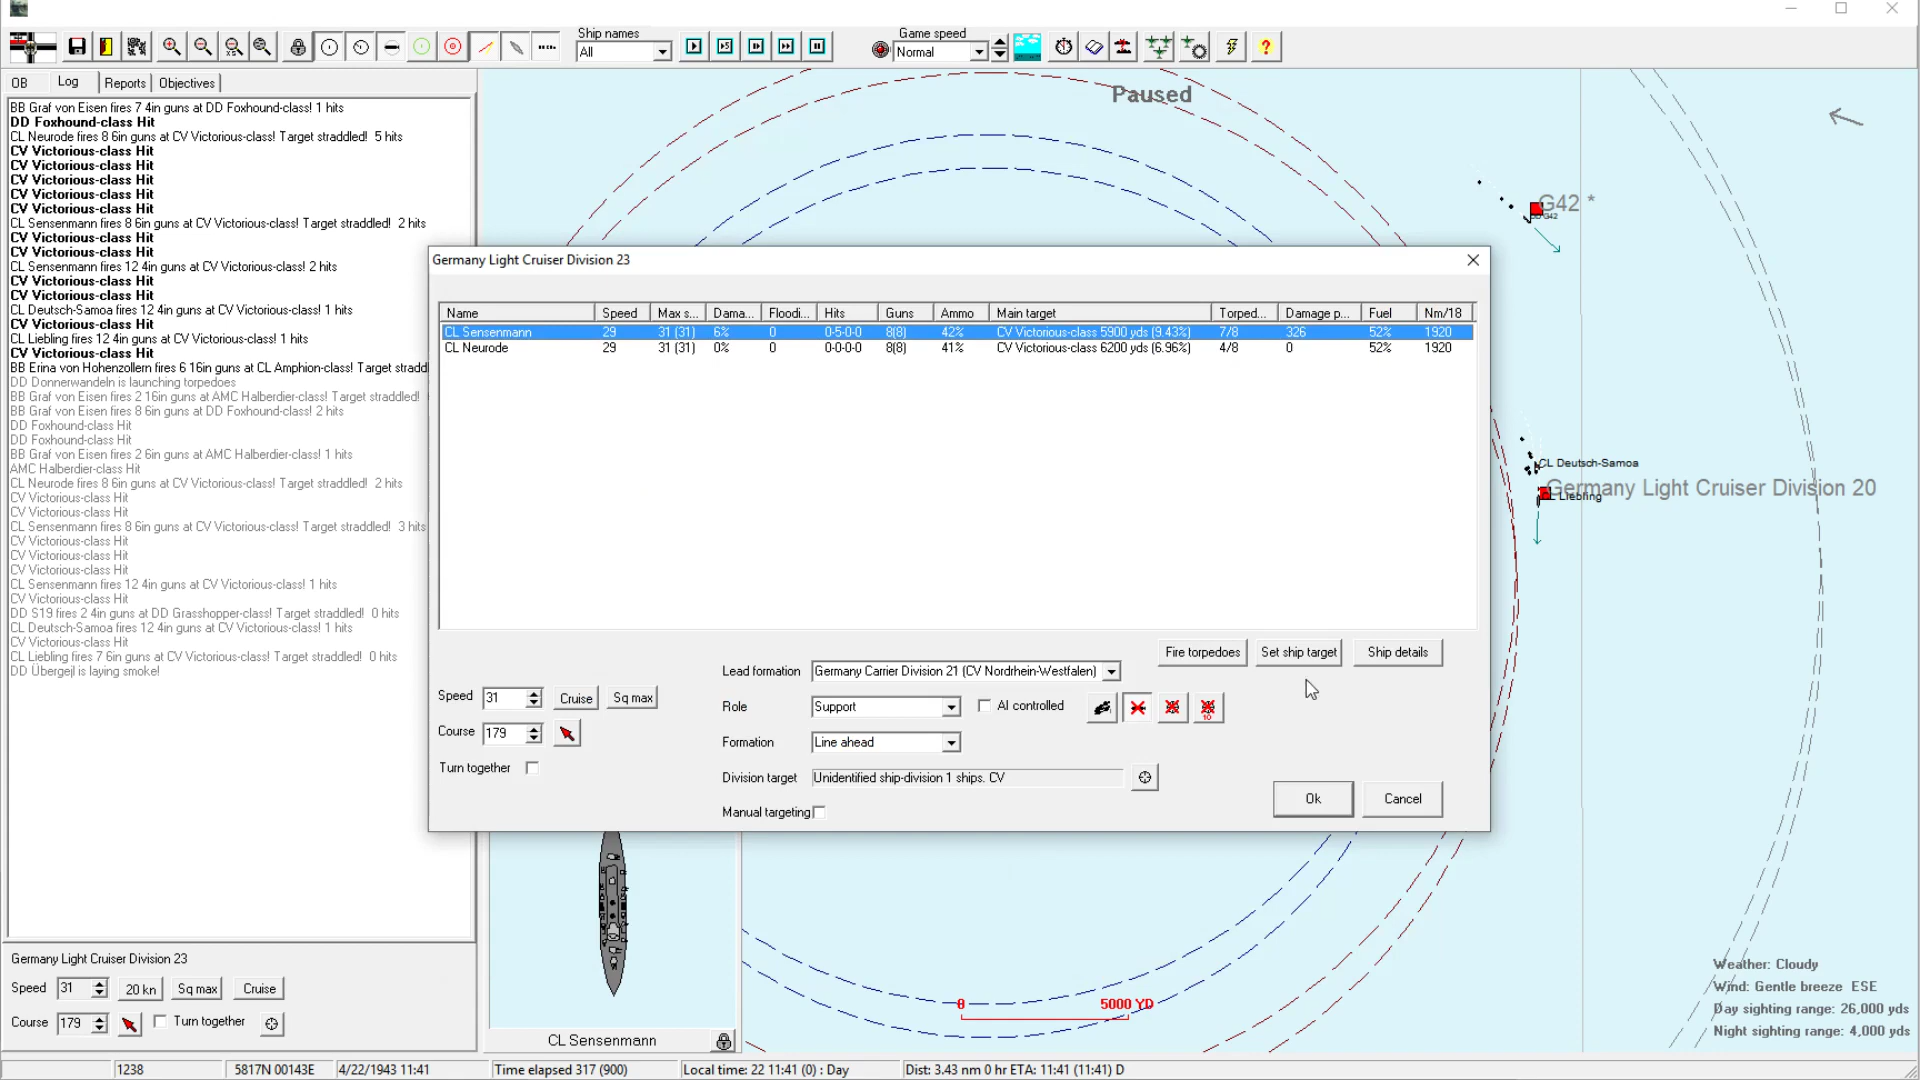 Ship names
All
Game speed
Normal
OB
Log
Reports
Objectives
BB Graf von Eisen fires 7 4in guns at DD Foxhound-class! 1 hits
DD Foxhound-class Hit
CL Neurode fires 8 6in guns at CV Victorious-class! Target straddled! 5 hits
CV Victorious-class Hit
CV Victorious-class Hit
CV Victorious-class Hit
CV Victorious-class Hit
CV Victorious-class Hit
CL Sensenmann fires 8 6in guns at CV Victorious-class! Target straddled! 2 hits
CV Victorious-class Hit
CV Victorious-class Hit
CL Sensenmann fires 12 4in guns at CV Victorious-class! 2 hits
CV Victorious-class Hit
CV Victorious-class Hit
CL Deutsch-Samoa fires 12 4in guns at CV Victorious-class! 1 hits
CV Victorious-class Hit
CL Liebling fires 12 4in guns at CV Victorious-class! 1 hits
CV Victorious-class Hit
BB Erina von Hohenzollern fires 6 16in guns at CL Amphion-class! Target stradd
DD Donnerwandeln is launching torpedoes
BB Graf von Eisen fires 2 16in guns at AMC Halberdier-class! Target straddled!
BB Graf von Eisen fires 8 6in guns at DD Foxhound-class! 2 hits
DD Foxhound-class Hit
DD Foxhound-class Hit
BB Graf von Eisen fires 2 6in guns at AMC Halberdier-class! 1 hits
AMC Halberdier-class Hit
CL Neurode fires 8 6in guns at CV Victorious-class! Target straddled! 2 hits
CV Victorious-class Hit
CV Victorious-class Hit
CL Sensenmann fires 8 6in guns at CV Victorious-class! Target straddled! 3 hits
CV Victorious-class Hit
CV Victorious-class Hit
CV Victorious-class Hit
CL Sensenmann fires 12 4in guns at CV Victorious-class! 1 hits
CV Victorious-class Hit
DD S19 fires 2 4in guns at DD Grasshopper-class! Target straddled! 0 hits
CL Deutsch-Samoa fires 12 4in guns at CV Victorious-class! 1 hits
CV Victorious-class Hit
CL Liebling fires 7 6in guns at CV Victorious-class! Target straddled! 0 hits
DD Übergejl is laying smoke!
Paused
G42 *
DD G42
CL Deutsch-Samoa
Germany Light Cruiser Division 20
CL Liebling
Germany Light Cruiser Division 23
Name Speed Max s... Dama... Floodi... Hits Guns Ammo Main target Torped... Damage p... Fuel Nm/18
CL Sensenmann 29 31 (31) 6% 0 0-5-0-0 8(8) 42% CV Victorious-class 5900 yds (9.43%) 7/8 326 52% 1920
CL Neurode 29 31 (31) 0% 0 0-0-0-0 8(8) 41% CV Victorious-class 6200 yds (6.96%) 4/8 0 52% 1920
Fire torpedoes
Set ship target
Ship details
Lead formation Germany Carrier Division 21 (CV Nordrhein-Westfalen)
Speed 31 Cruise Sq max
Role Support AI controlled
10
Course 179
Formation Line ahead
Turn together
Division target Unidentified ship-division 1 ships. CV
Manual targeting
Ok
Cancel
0 5000 YD
Weather: Cloudy
Wind: Gentle breeze ESE
Day sighting range: 26,000 yds
Night sighting range: 4,000 yds
Germany Light Cruiser Division 23
Speed 31 20 kn Sq max Cruise
Course 179 Turn together
CL Sensenmann
1238
5817N 00143E
4/22/1943 11:41
Time elapsed 317 (900)
Local time: 22 11:41 (0) : Day
Dist: 3.43 nm 0 hr ETA: 11:41 (11:41) D